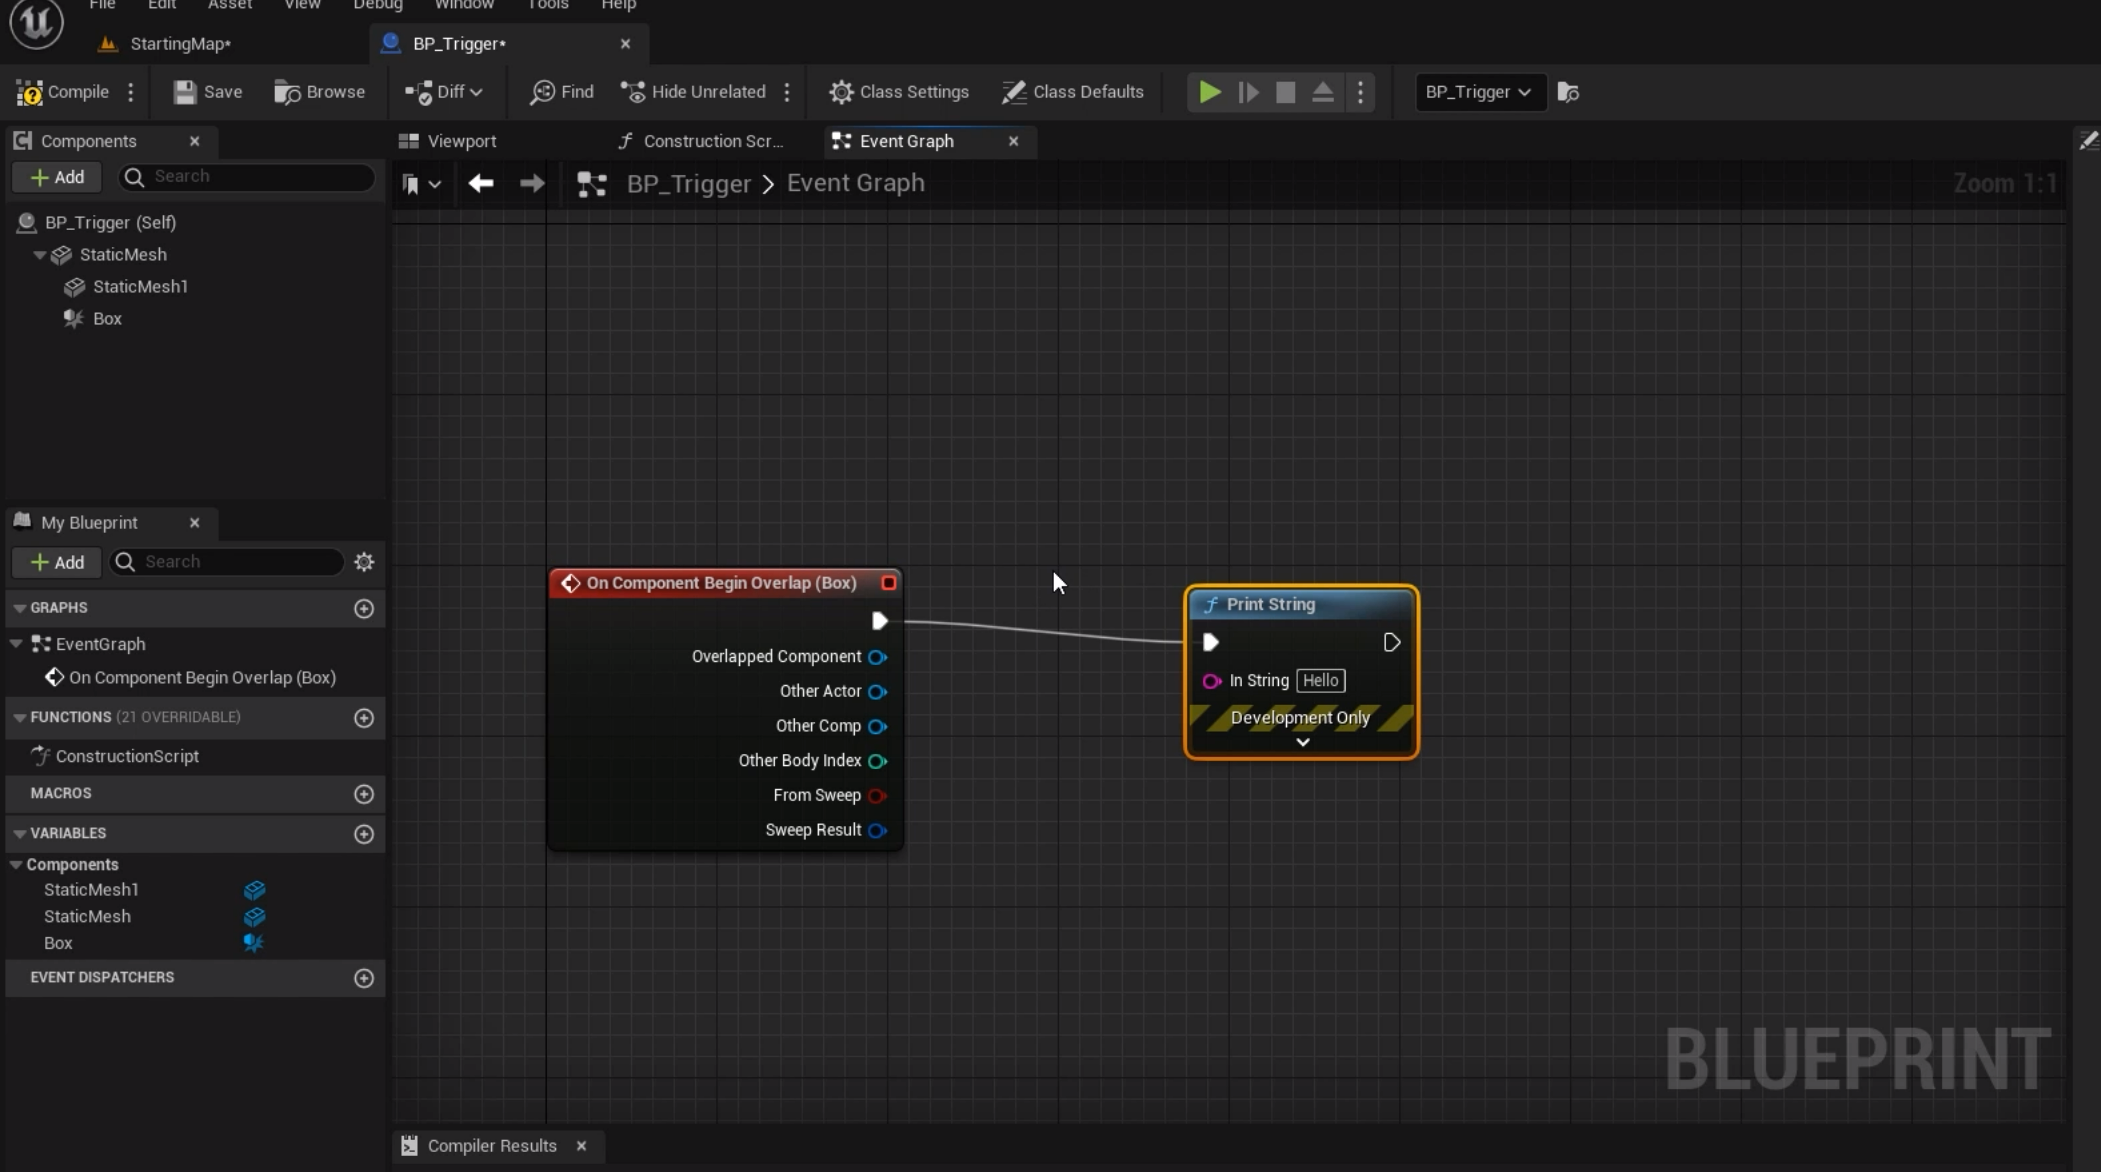 File Edit Asset View Debug Window Tools Help
StartingMap* BP_Trigger*
Compile Save Browse Diff Find Hide Unrelated Class Settings Class Defaults BP_Trigger
Components Viewport Construction Scr... Event Graph
Add Search BP_Trigger > Event Graph Zoom 1:1
BP_Trigger (Self)
StaticMesh
StaticMesh1
Box
My Blueprint
Add Search
GRAPHS
EventGraph
On Component Begin Overlap (Box)
FUNCTIONS (21 OVERRIDABLE)
ConstructionScript
MACROS
VARIABLES
Components
StaticMesh1
StaticMesh
Box
EVENT DISPATCHERS
On Component Begin Overlap (Box)
Overlapped Component
Other Actor
Other Comp
Other Body Index
From Sweep
Sweep Result
Print String
In String Hello
Development Only
BLUEPRINT
Compiler Results